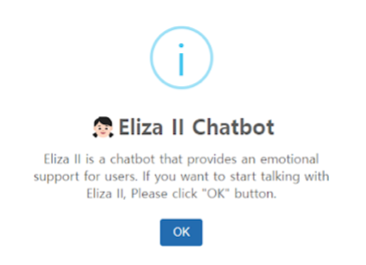 i
Eliza II Chatbot
Eliza II is a chatbot that provides an emotional
support for users. If you want to start talking with
Eliza II, Please click "OK" button.
OK